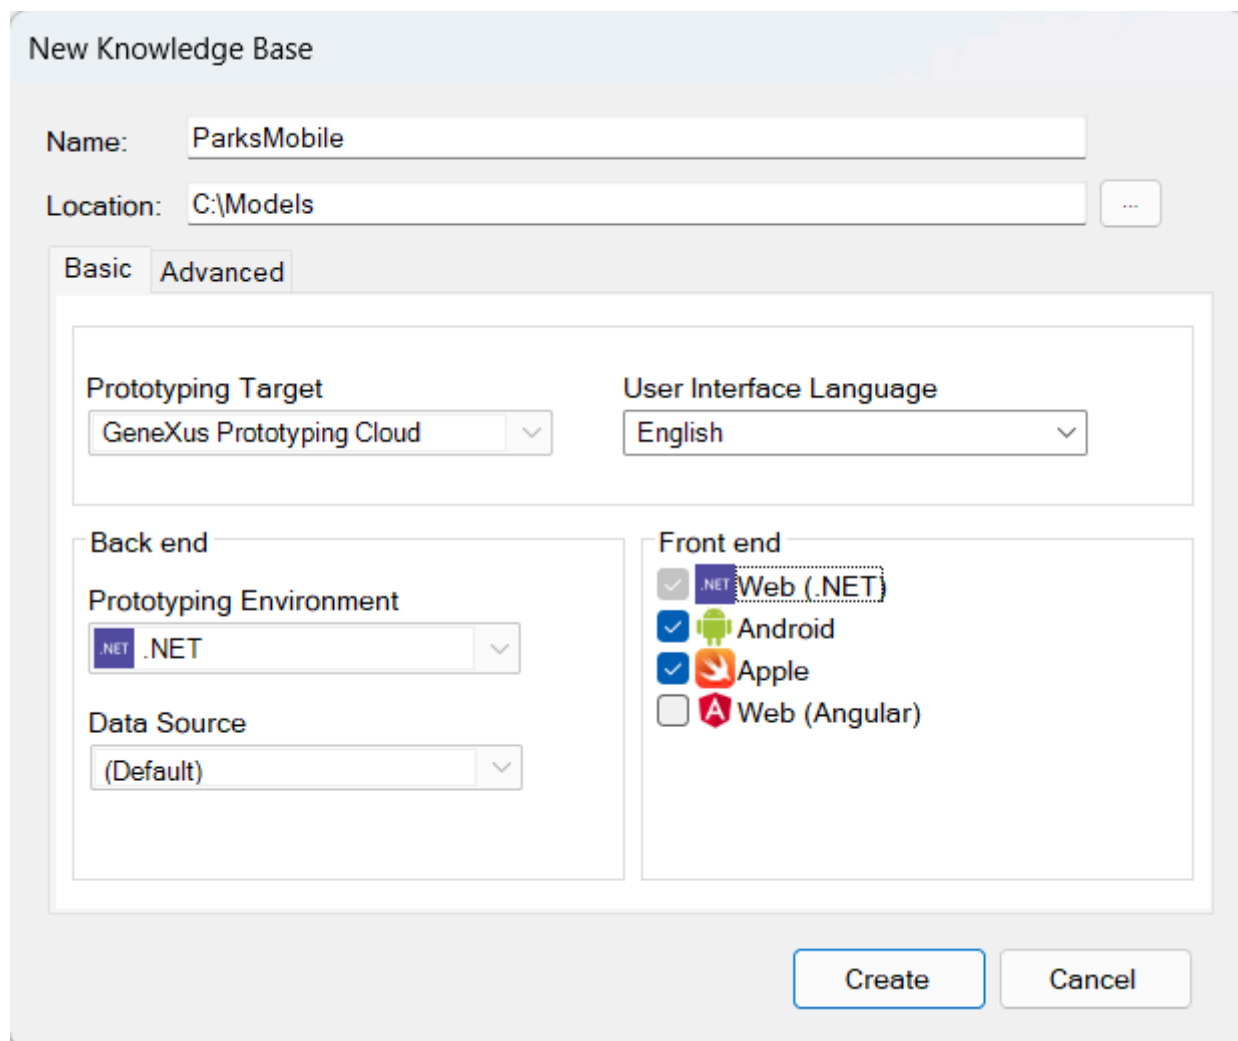 New Knowledge Base
Name: ParksMobile
Location: C:\Models ...
Basic Advanced
Prototyping Target
GeneXus Prototyping Cloud
User Interface Language
English
Back end
Prototyping Environment
.NET .NET
Data Source
(Default)
Front end
.NET Web (.NET)
Android
Apple
A Web (Angular)
Create Cancel